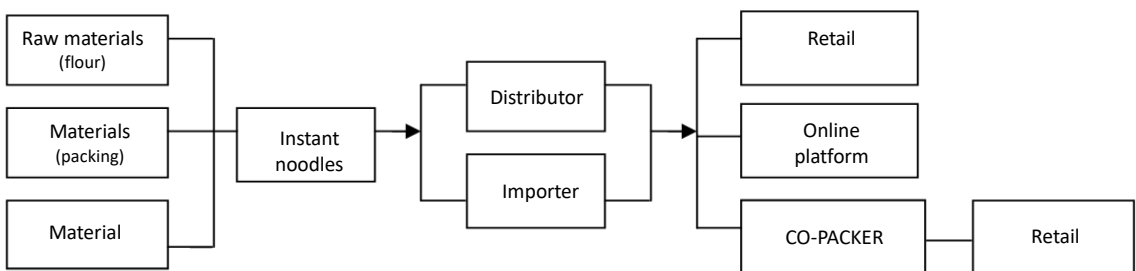 Raw materials
(flour)
Materials
(packing)
Material
Instant
noodles
Distributor
Importer
Retail
Online
platform
CO-PACKER
Retail